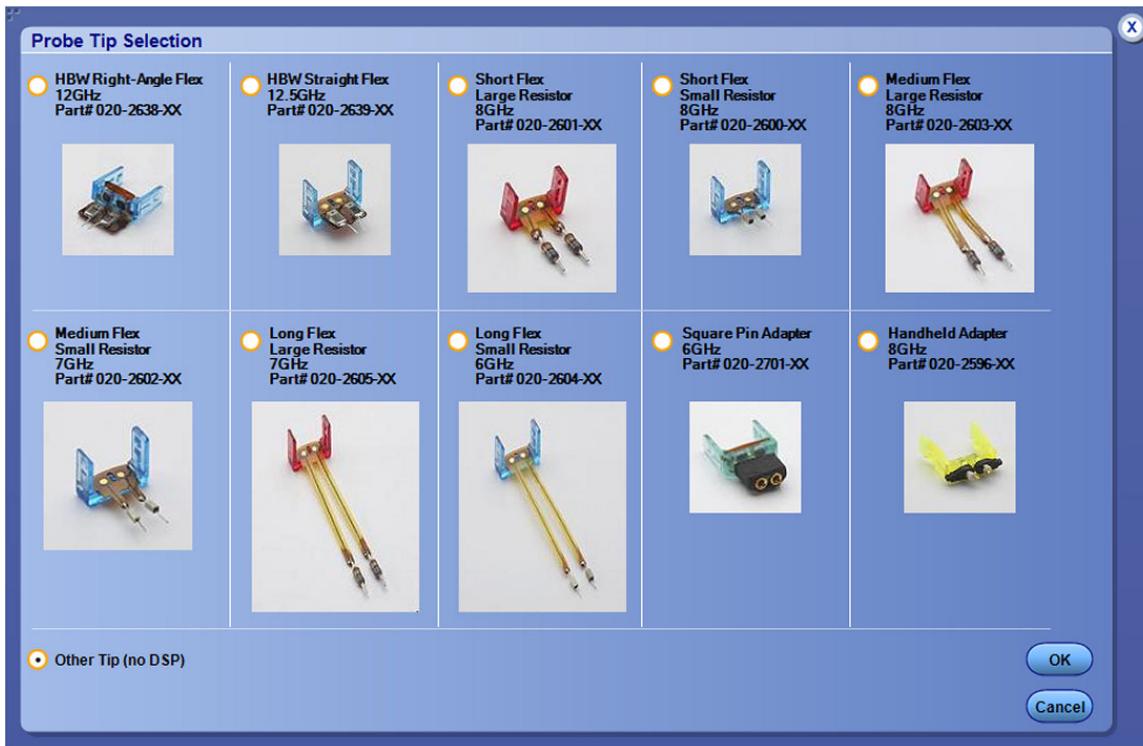 X
Probe Tip Selection
HBW Right-Angle Flex
12GHz
Part# 020-2638-XX
HBW Straight Flex
12.5GHz
Part# 020-2639-XX
Short Flex
Large Resistor
8GHz
Part# 020-2601-XX
Short Flex
Small Resistor
8GHz
Part# 020-2600-XX
Medium Flex
Large Resistor
8GHz
Part# 020-2603-XX
Medium Flex
Small Resistor
7GHz
Part# 020-2602-XX
Long Flex
Large Resistor
7GHz
Part# 020-2605-XX
Long Flex
Small Resistor
6GHz
Part# 020-2604-XX
Square Pin Adapter
6GHz
Part# 020-2701-XX
Handheld Adapter
8GHz
Part# 020-2596-XX
Other Tip (no DSP)
OK
Cancel